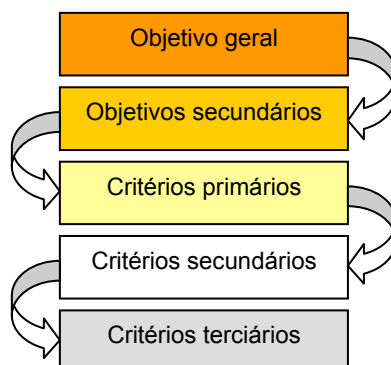 Objetivo geral
Objetivos secundários
Critérios primários
Critérios secundários
Critérios terciários